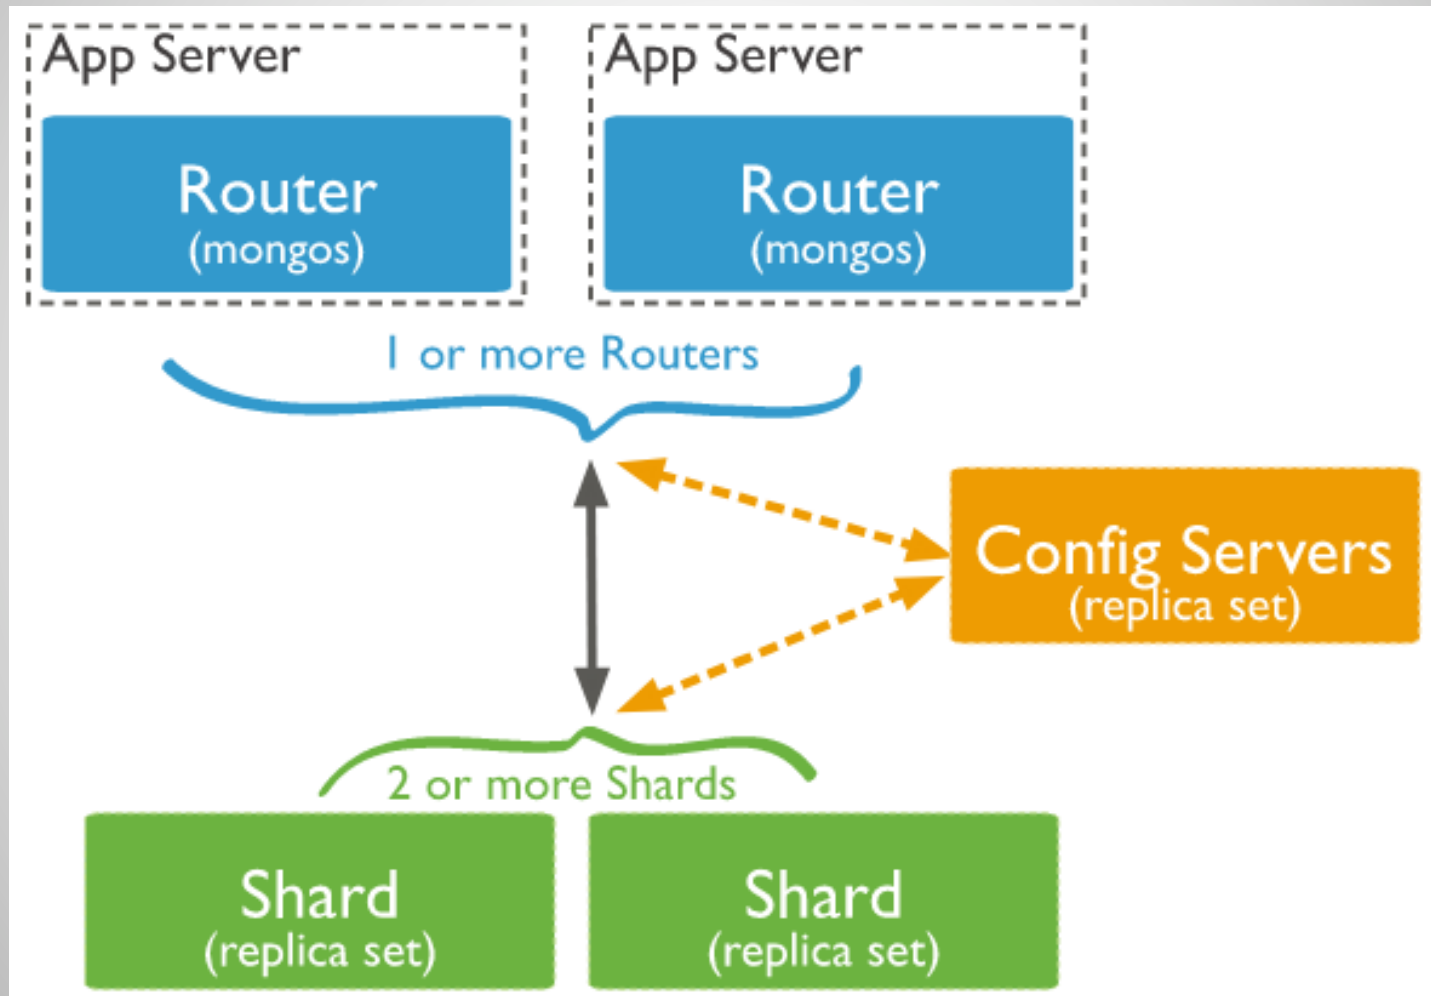 App Server
App Server
Router
(mongos)
Router
(mongos)
1 or more Routers
Config Servers
(replica set)
2 or more Shards
Shard
(replica set)
Shard
(replica set)